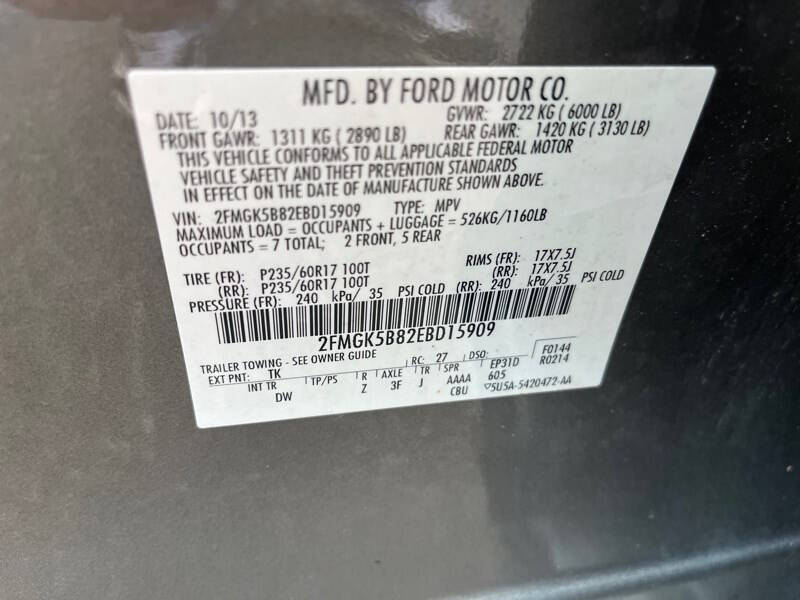 MFD. BY FORD MOTOR CO.
DATE: 10/13 GVWR: 2722 KG ( 6000 LB)
FRONT GAWR: 1311 KG ( 2890 LB) REAR GAWR: 1420 KG ( 3130 LB)
THIS VEHICLE CONFORMS TO ALL APPLICABLE FEDERAL MOTOR
VEHICLE SAFETY AND THEFT PREVENTION STANDARDS
IN EFFECT ON THE DATE OF MANUFACTURE SHOWN ABOVE.
VIN: 2FMGK5B82EBD15909 TYPE: MPV
MAXIMUM LOAD = OCCUPANTS + LUGGAGE = 526KG/1160LB
OCCUPANTS = 7 TOTAL; 2 FRONT, 5 REAR
TIRE (FR): P235/60R17 100T RIMS (FR): 17X7.5J
(RR): P235/60R17 100T (RR): 17X7.5J
PRESSURE (FR): 240 kPa/ 35 PSI COLD (RR): 240 kPa/ 35 PSI COLD
2FMGK5B82EBD15909
TRAILER TOWING - SEE OWNER GUIDE RC: 27 DSO: F0144
EXT PNT: TK EP31D R0214
INT TR TP/PS R AXLE TR SPR 605
DW Z 3F J AAAA 5U5A-5420472-AA
CBU